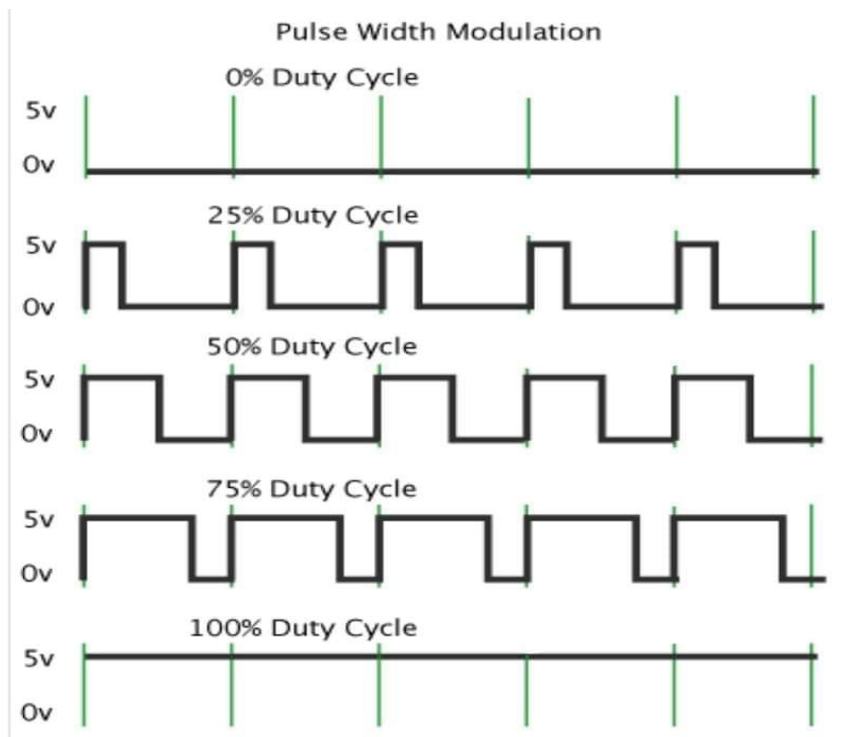 Pulse Width Modulation
0% Duty Cycle
5v
0v
25% Duty Cycle
5v
0v
50% Duty Cycle
5v
0v
75% Duty Cycle
5v
0v
100% Duty Cycle
5v
0v